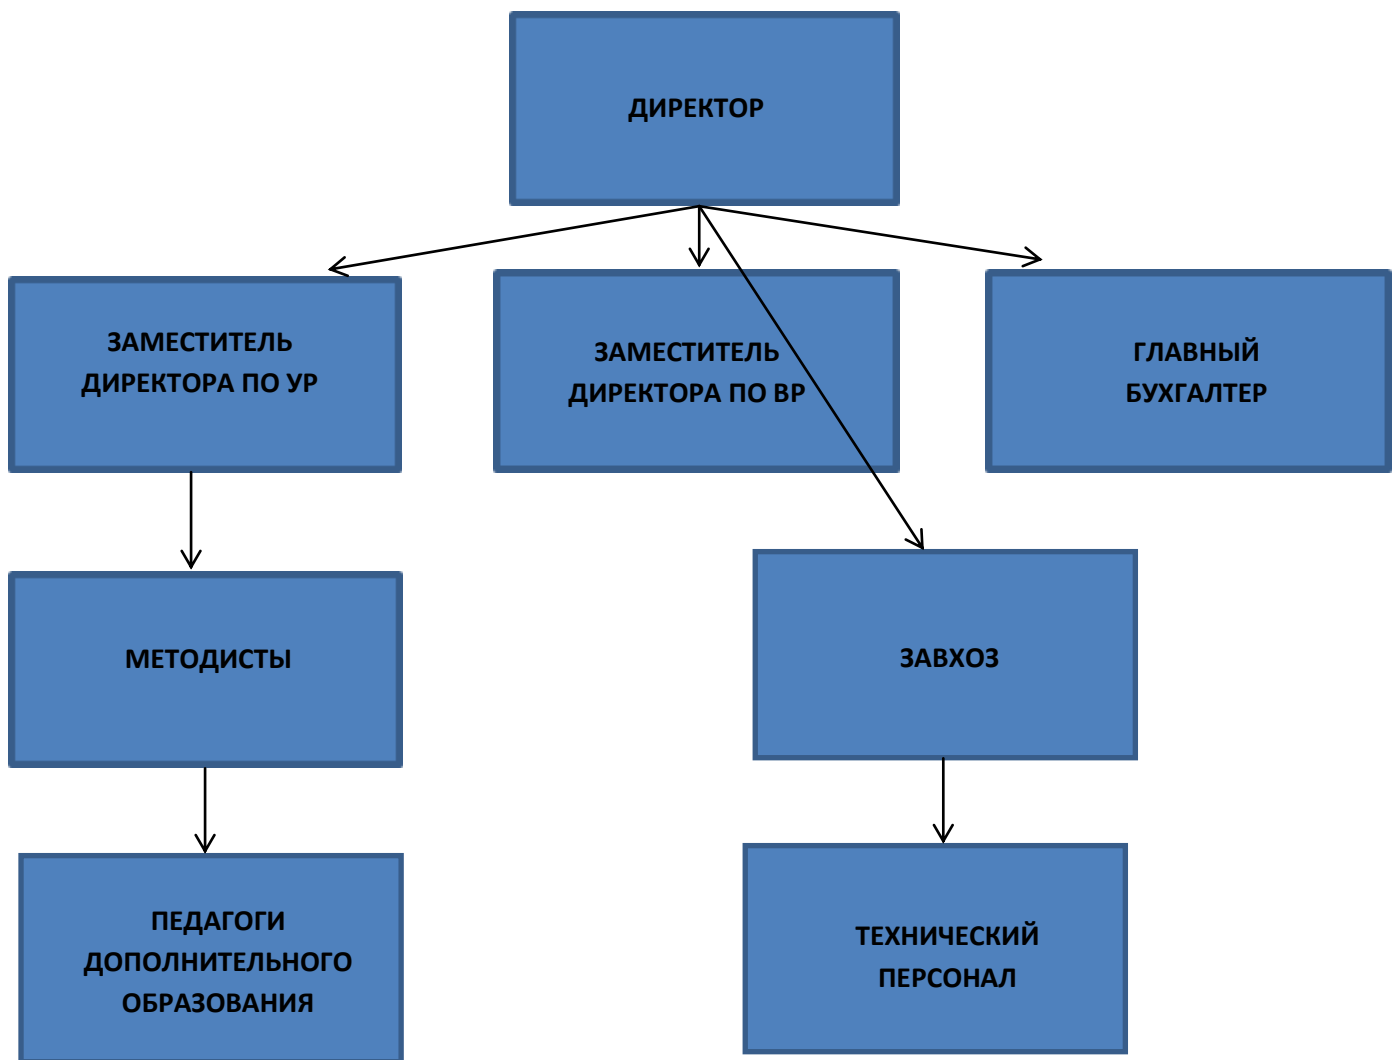 ДИРЕКТОР
ЗАМЕСТИТЕЛЬ
ДИРЕКТОРА ПО УР
ЗАМЕСТИТЕЛЬ
ДИРЕКТОРА ПО ВР
ГЛАВНЫЙ
БУХГАЛТЕР
МЕТОДИСТЫ
ЗАВХОЗ
ПЕДАГОГИ
ДОПОЛНИТЕЛЬНОГО
ОБРАЗОВАНИЯ
ТЕХНИЧЕСКИЙ
ПЕРСОНАЛ